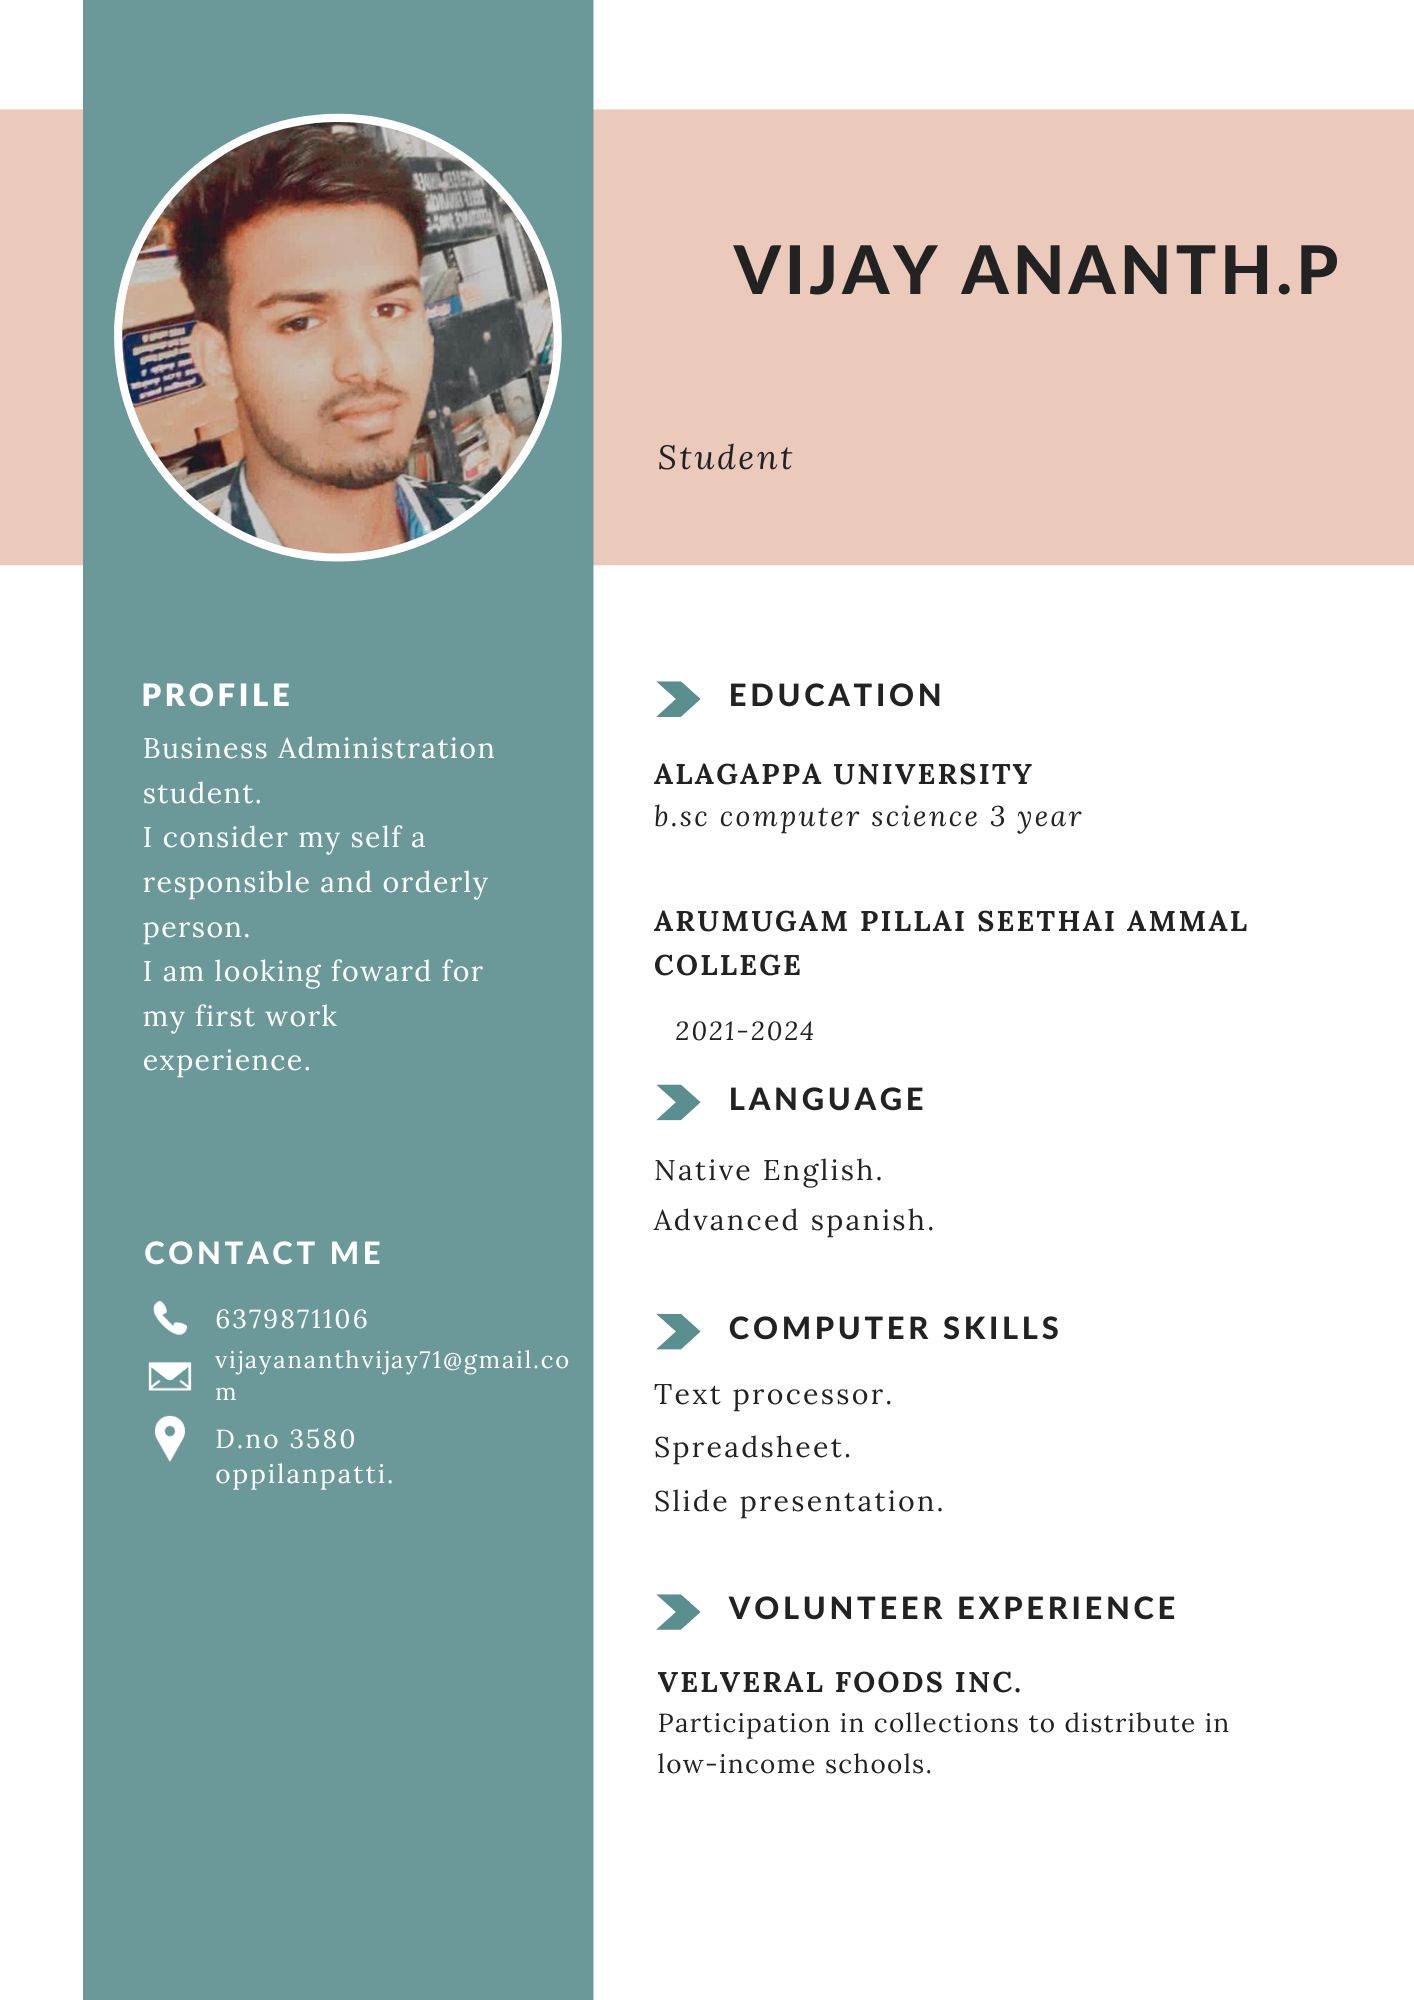 VIJAY ANANTH.P
Student
PROFILE
Business Administration
student.
I consider my self a
responsible and orderly
person.
I am looking foward for
my first work
experience.
CONTACT ME
6379871106
vijayananthvijay71@gmail.co
m
D.no 3580
oppilanpatti.
EDUCATION
ALAGAPPA UNIVERSITY
b.sc computer science 3 year
ARUMUGAM PILLAI SEETHAI AMMAL
COLLEGE
2021-2024
LANGUAGE
Native English.
Advanced spanish.
COMPUTER SKILLS
Text processor.
Spreadsheet.
Slide presentation.
VOLUNTEER EXPERIENCE
VELVERAL FOODS INC.
Participation in collections to distribute in
low-income schools.